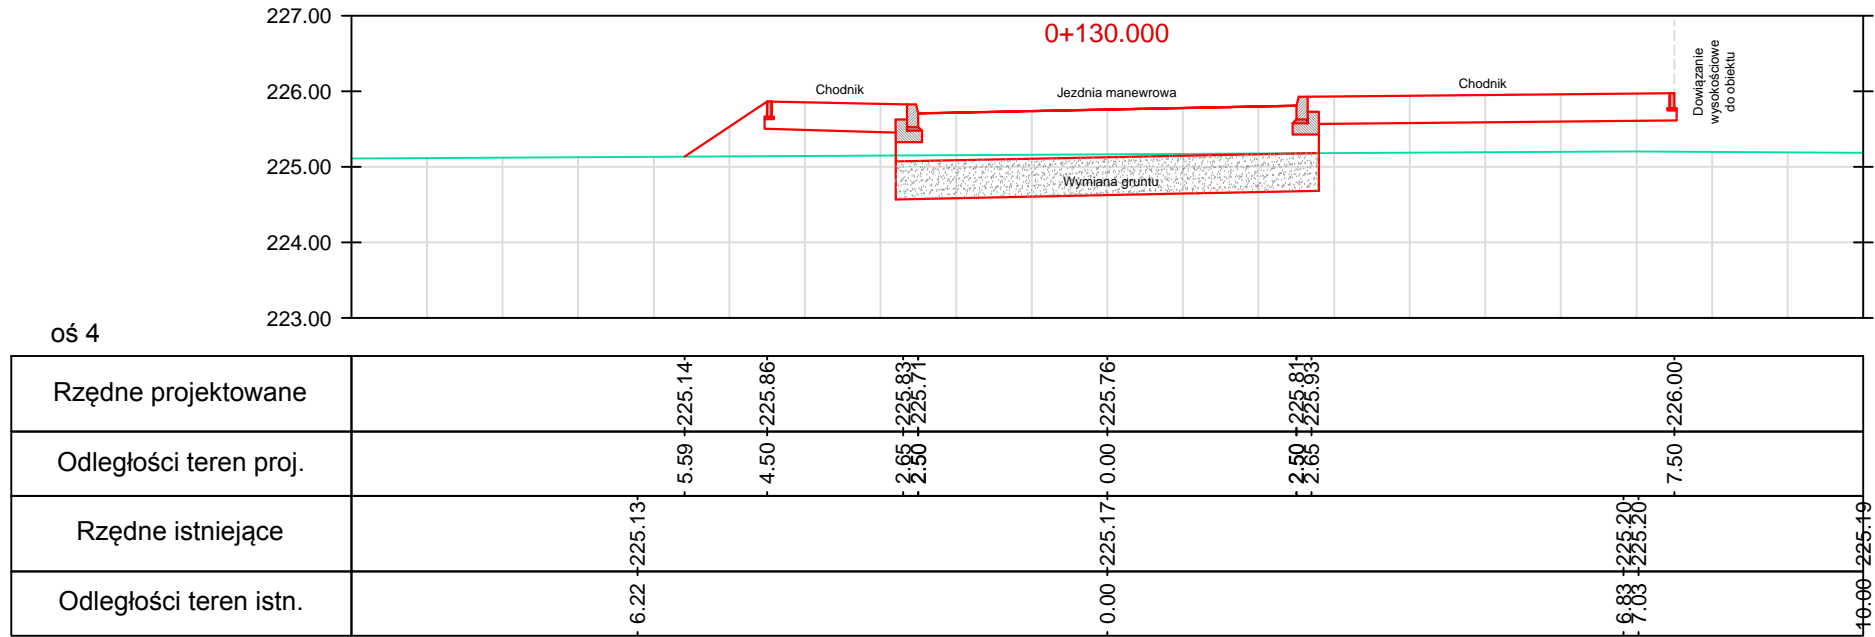 227.00
0+130.000
226.00
Chodnik
Jezdnia manewrowa
Chodnik
Dowiązanie
wysokościowe
do obiektu
225.00
Wymiana gruntu
224.00
223.00
oś 4
Rzędne projektowane
225.14
225.86
225.83
225.71
225.76
225.81
225.93
226.00
Odległości teren proj.
5.59
4.50
2.65
2.50
0.00
2.50
2.65
7.50
Rzędne istniejące
225.13
225.17
225.20
225.20
225.19
Odległości teren istn.
6.22
0.00
6.83
7.03
10.00